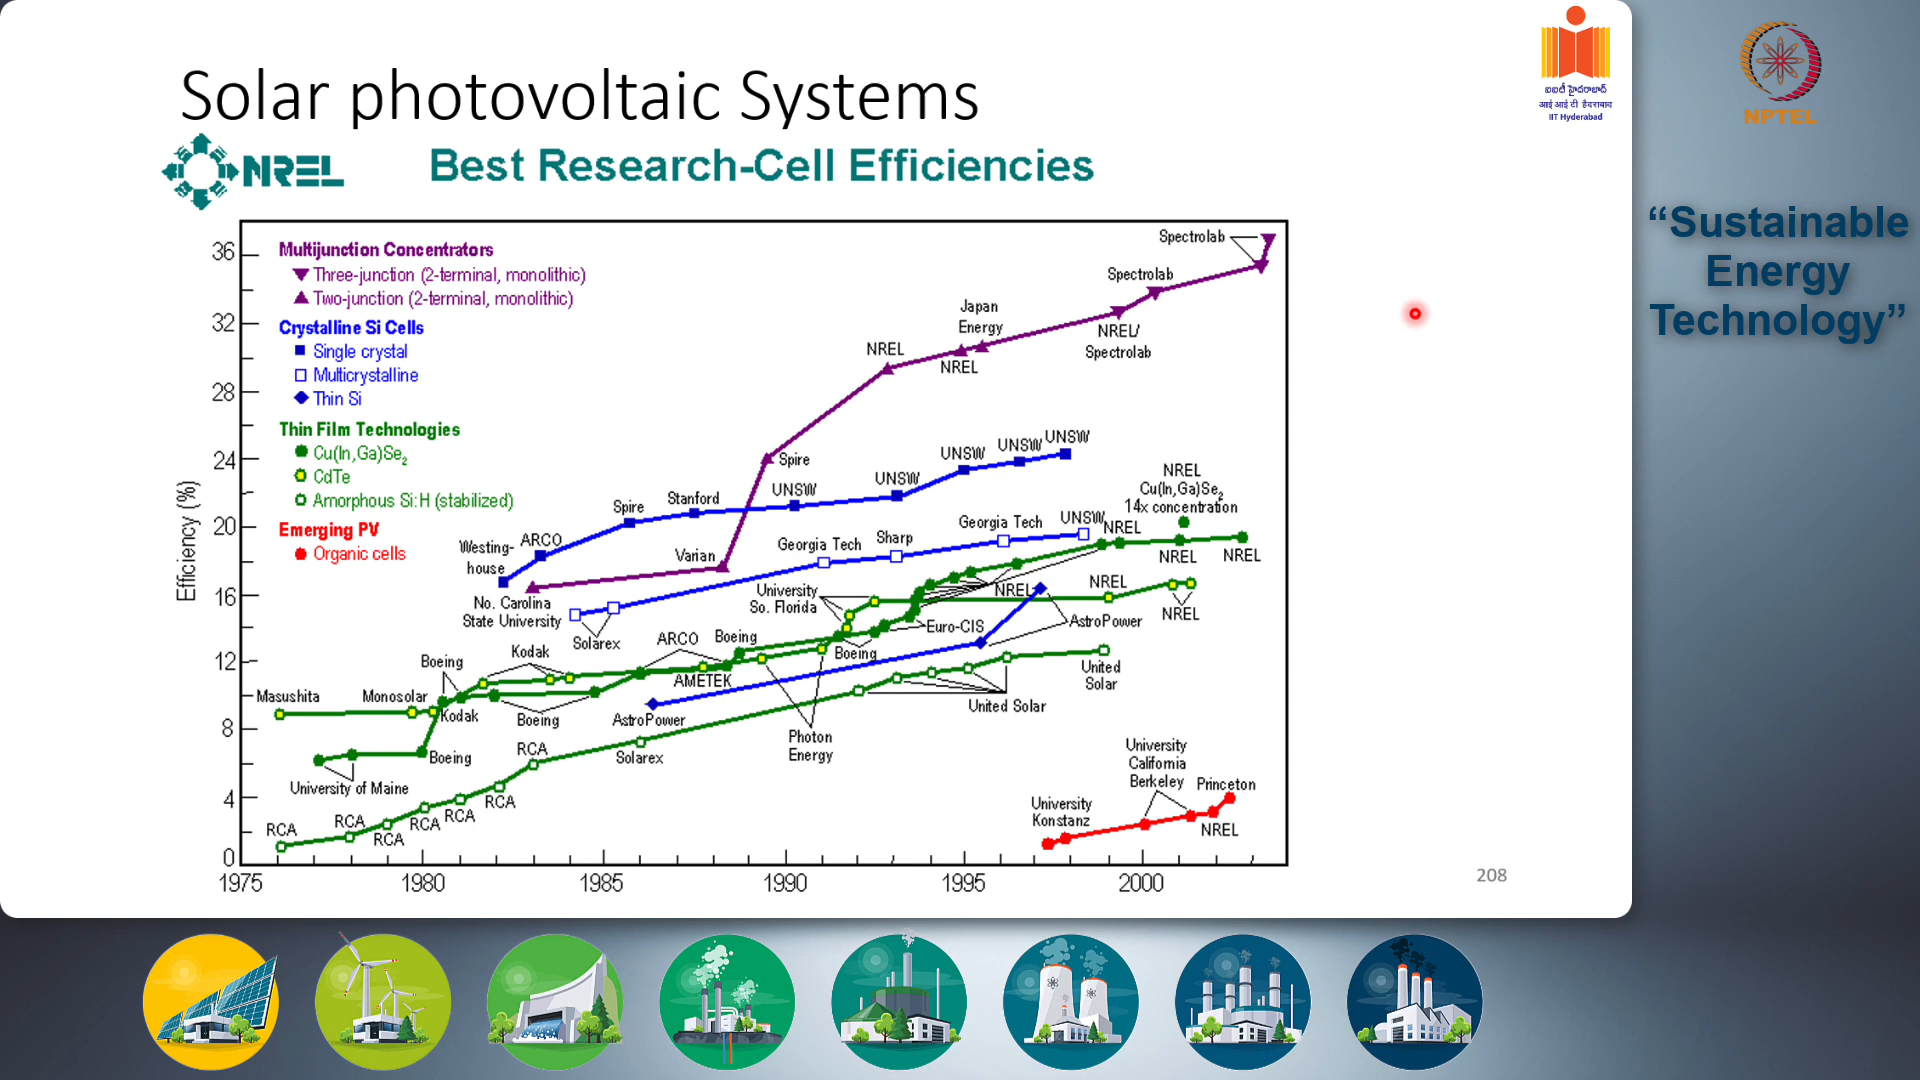 Solar photovoltaic Systems
NREL
Best Research-Cell Efficiencies
ఐఐటీ హైదరాబాద్
आई आई टी हैदराबाद
IIT Hyderabad
NPTEL
“Sustainable
Energy
Technology”
Efficiency (%)
36
32
28
24
20
16
12
8
4
0
1975
1980
1985
1990
1995
2000
Multijunction Concentrators
Three-junction (2-terminal, monolithic)
Two-junction (2-terminal, monolithic)
Crystalline Si Cells
Single crystal
Multicrystalline
Thin Si
Thin Film Technologies
Cu(In,Ga)Se2
CdTe
Amorphous Si:H (stabilized)
Emerging PV
Organic cells
Spectrolab
Spectrolab
Japan
Energy
NREL/
Spectrolab
NREL
NREL
Spire
UNSW
UNSW
UNSW
UNSW
UNSW
Stanford
Spire
ARCO
Westing-
house
Varian
No. Carolina
State University
Solarex
Georgia Tech
Sharp
Georgia Tech
UNSW
NREL
NREL
Cu(In,Ga)Se2
14x concentration
NREL
NREL
University
So. Florida
NREL
NREL
NREL
Euro-CIS
AstroPower
Boeing
ARCO
Boeing
Kodak
Boeing
AMETEK
Masushita
Monosolar
Kodak
Boeing
AstroPower
United
Solar
United Solar
Photon
Energy
Boeing
University of Maine
RCA
Solarex
RCA
RCA
RCA
RCA
RCA
RCA
University
California
Berkeley
Princeton
University
Konstanz
NREL
208